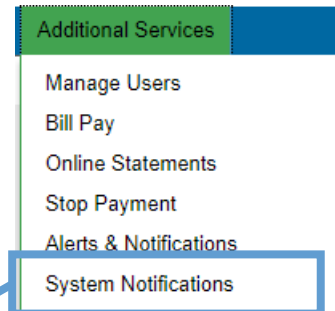 Additional Services
Manage Users
Bill Pay
Online Statements
Stop Payment
Alerts & Notifications
System Notifications